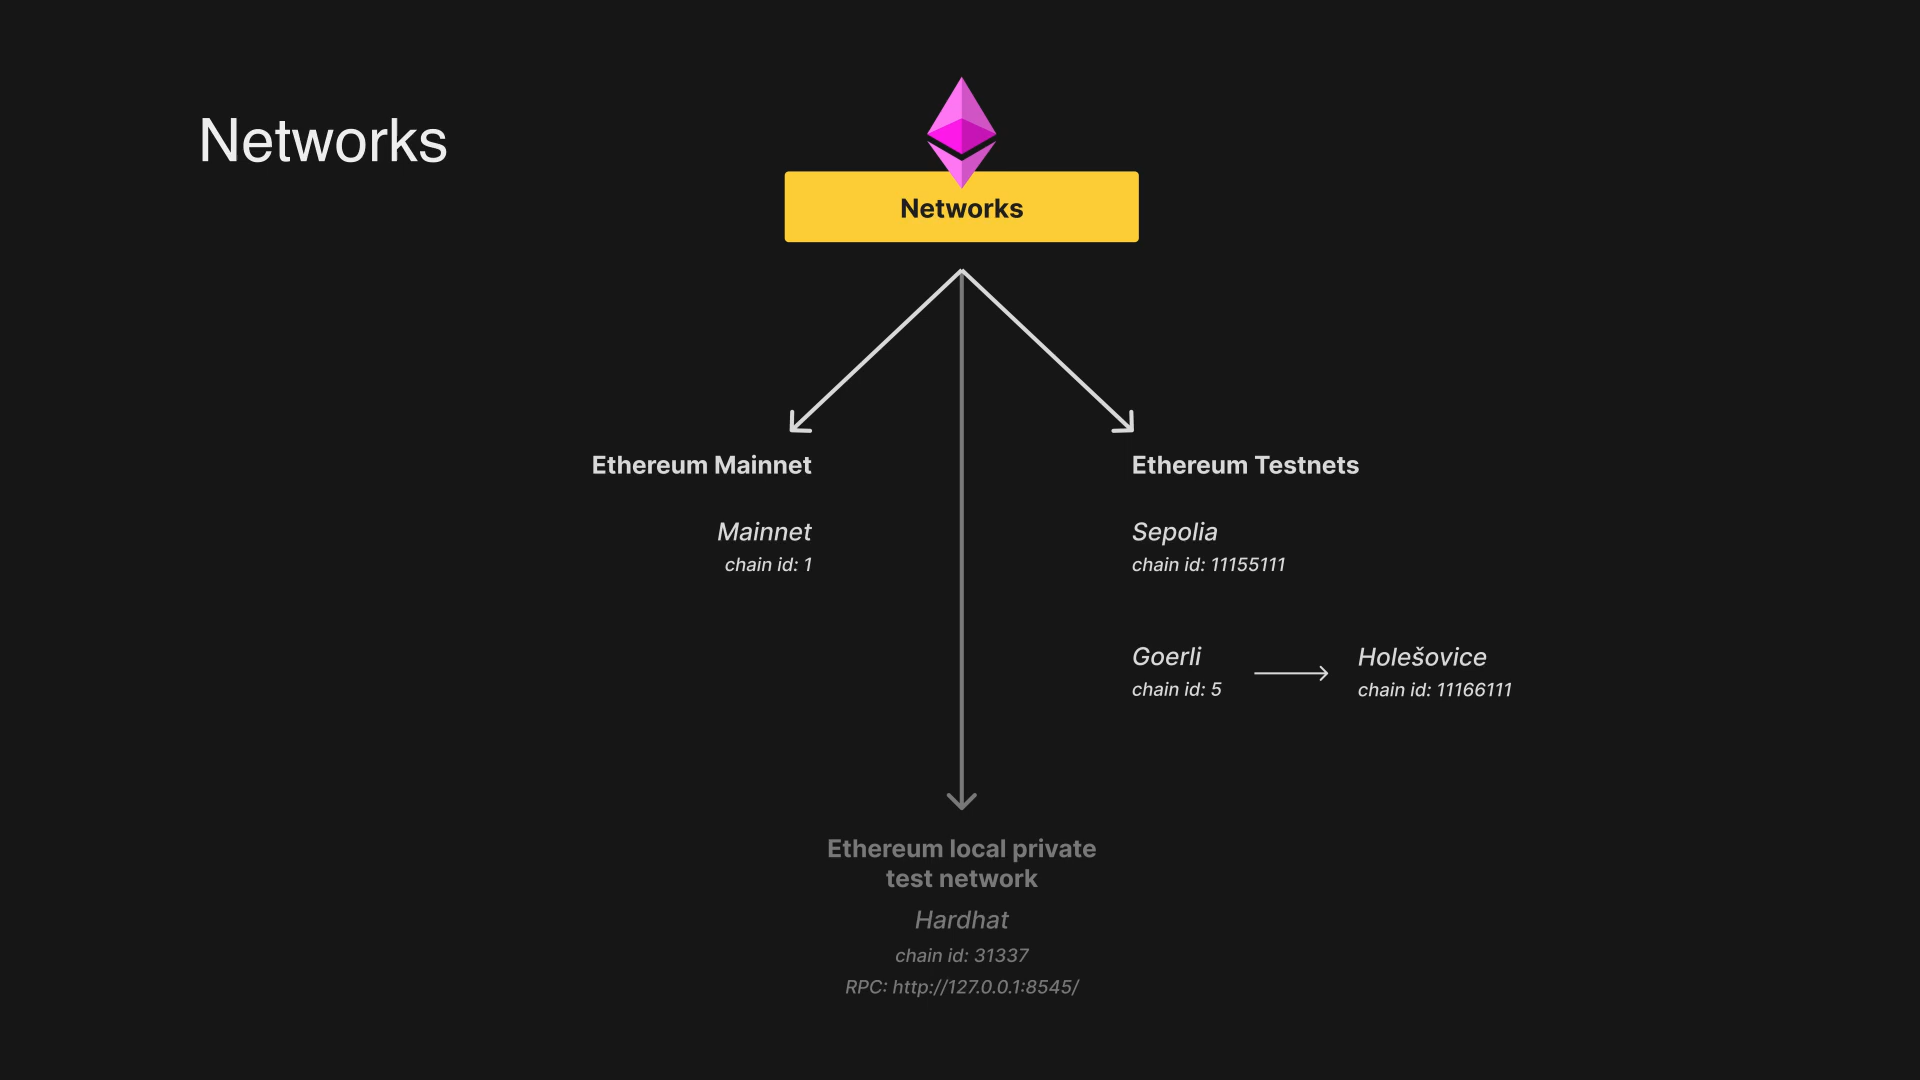 Networks
Networks
Ethereum Mainnet
Mainnet
chain id: 1
Ethereum Testnets
Sepolia
chain id: 11155111
Goerli
chain id: 5
Holešovice
chain id: 11166111
Ethereum local private
test network
Hardhat
chain id: 31337
RPC: http://127.0.0.1:8545/